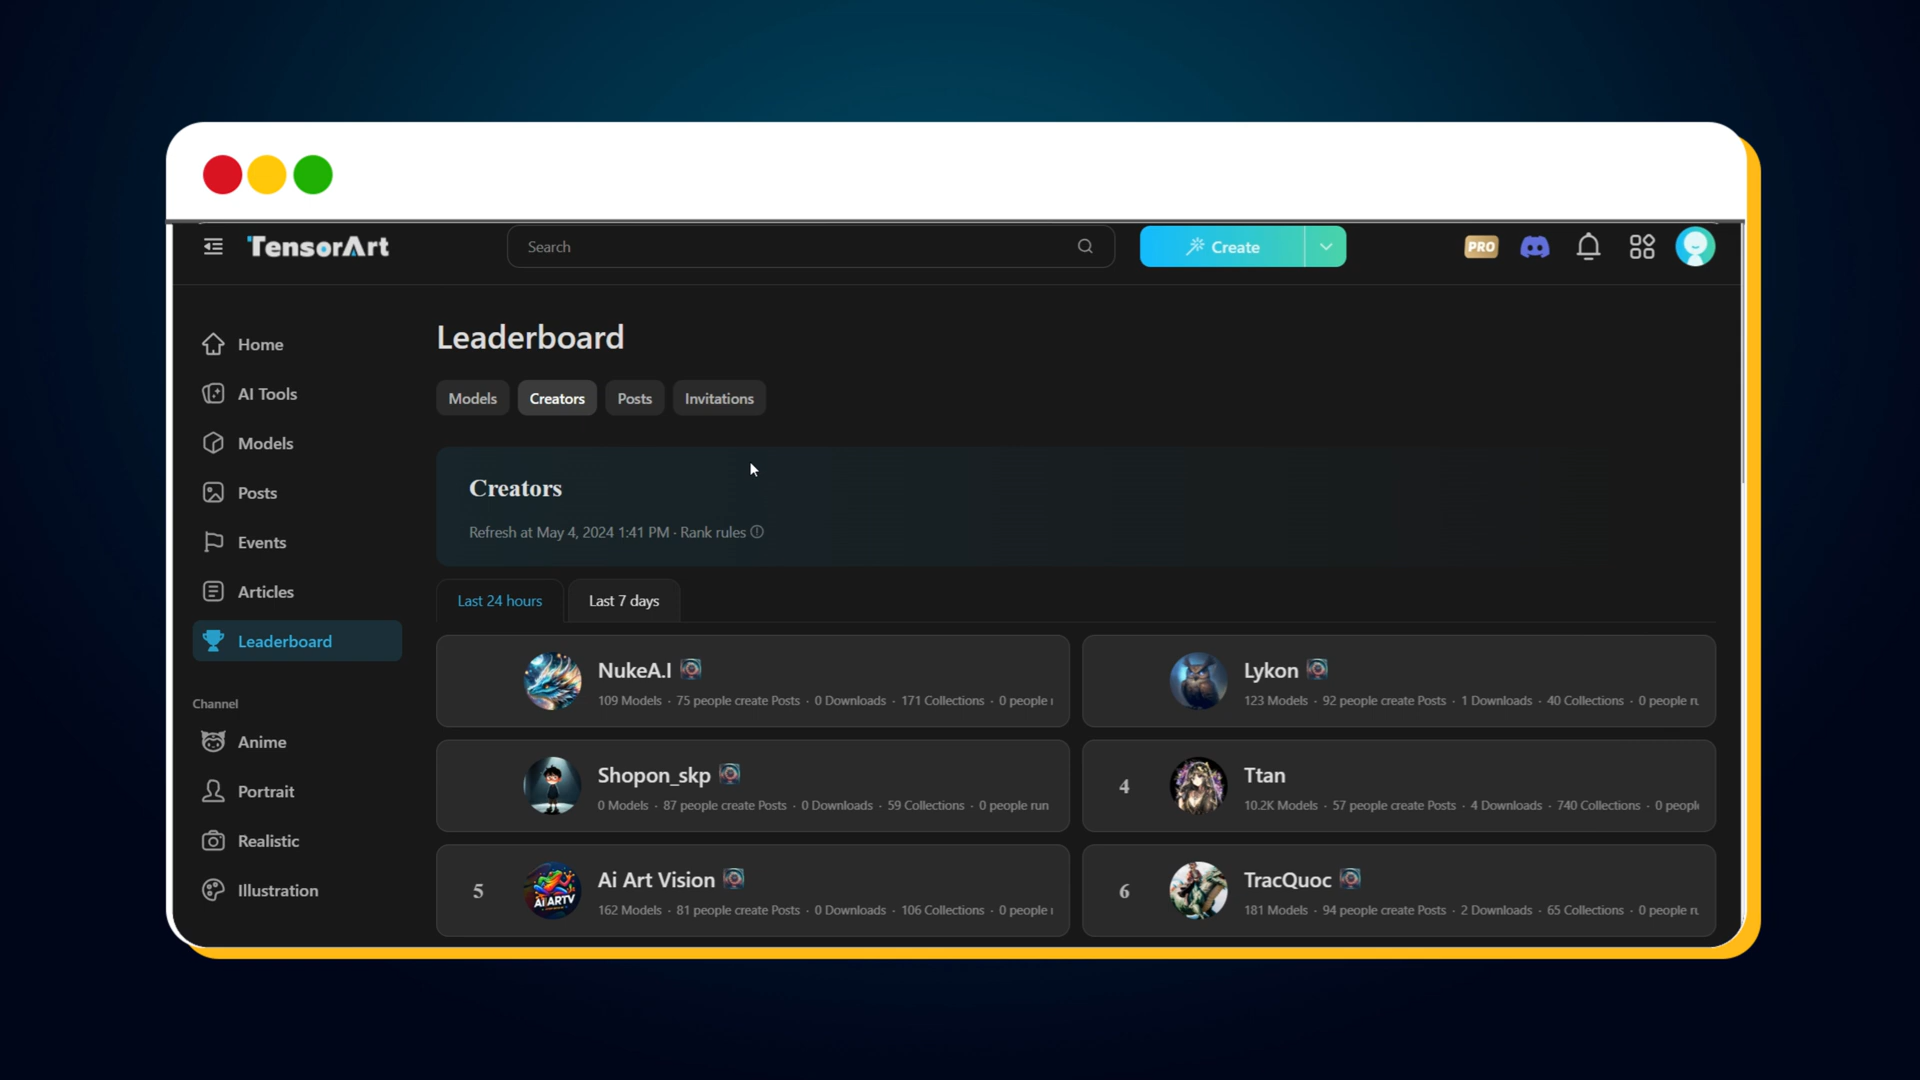 TensorArt
Search
Create
PRO
Home
AI Tools
Models
Posts
Events
Articles
Leaderboard
Channel
Anime
Portrait
Realistic
Illustration
Leaderboard
Models Creators Posts Invitations
Creators
Refresh at May 4, 2024 1:41 PM · Rank rules
Last 24 hours Last 7 days
NukeA.I
109 Models · 75 people create Posts · 0 Downloads · 171 Collections · 0 people
Lykon
123 Models · 92 people create Posts · 1 Downloads · 40 Collections · 0 people
Shopon_skp
0 Models · 87 people create Posts · 0 Downloads · 59 Collections · 0 people run
4
Ttan
10.2K Models · 57 people create Posts · 4 Downloads · 740 Collections · 0 people
5
AI ARTV
Ai Art Vision
162 Models · 81 people create Posts · 0 Downloads · 106 Collections · 0 people
6
TracQuoc
181 Models · 94 people create Posts · 2 Downloads · 65 Collections · 0 people